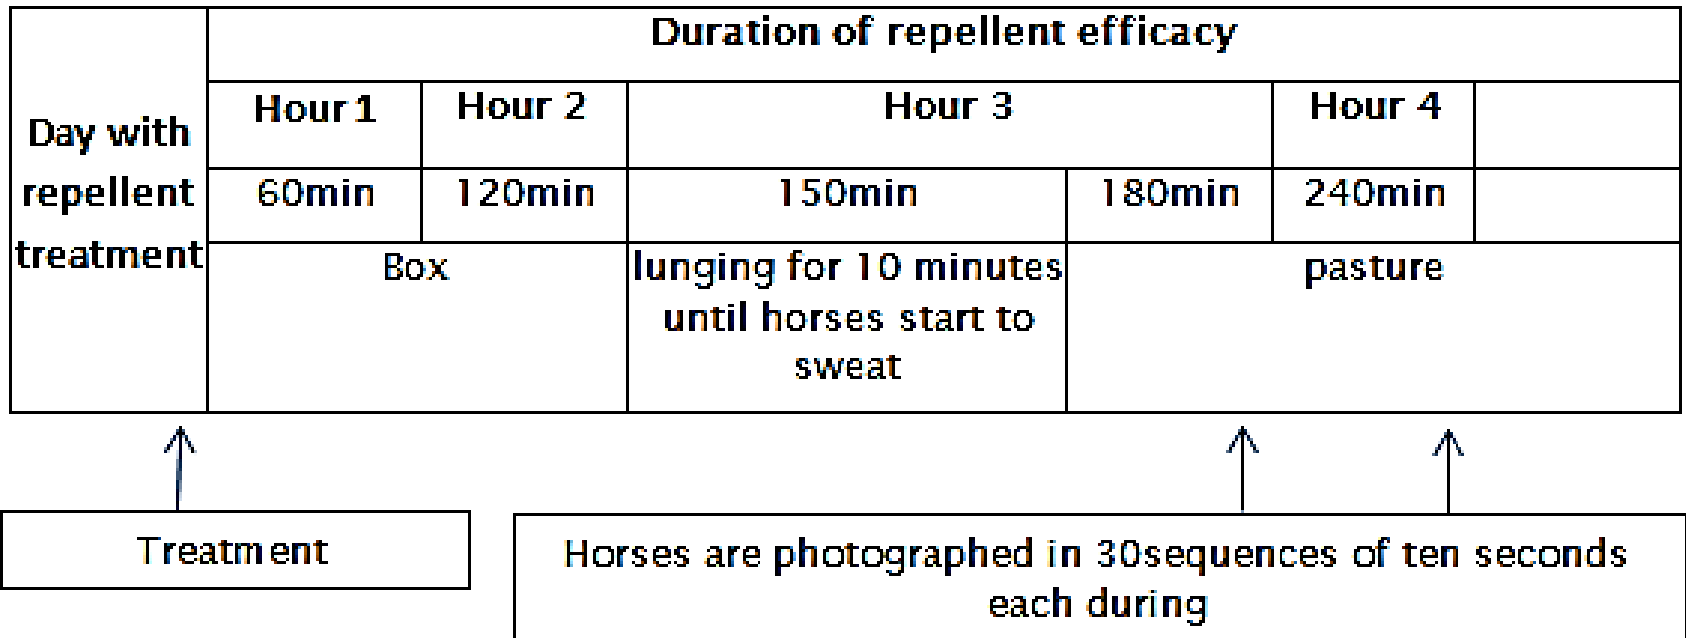 Duration of repellent efficacy
Day with
repellent
treatment
Hour 1
Hour 2
Hour 3
Hour 4
60min
120min
150min
180min
240min
Box
lunging for 10 minutes
until horses start to
sweat
pasture
Treatment
Horses are photographed in 30sequences of ten seconds
each during